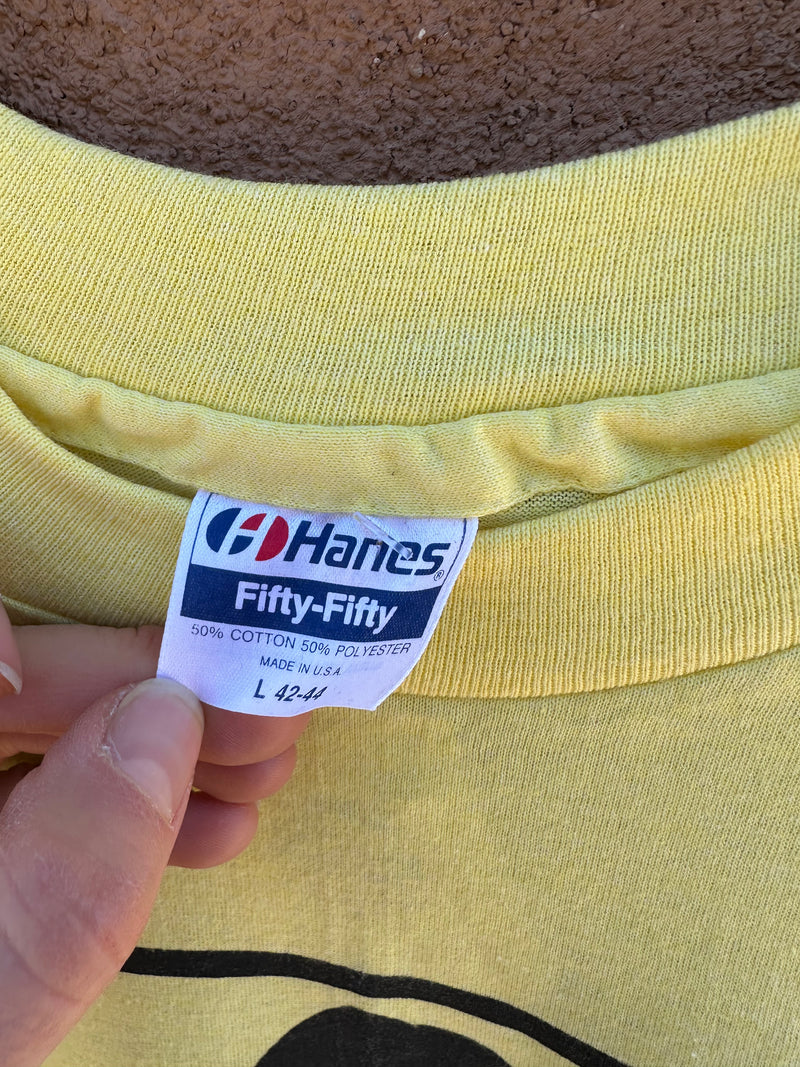 Hanes®
Fifty-Fifty
50% COTTON 50% POLYESTER
MADE IN U.S.A.
L 42-44